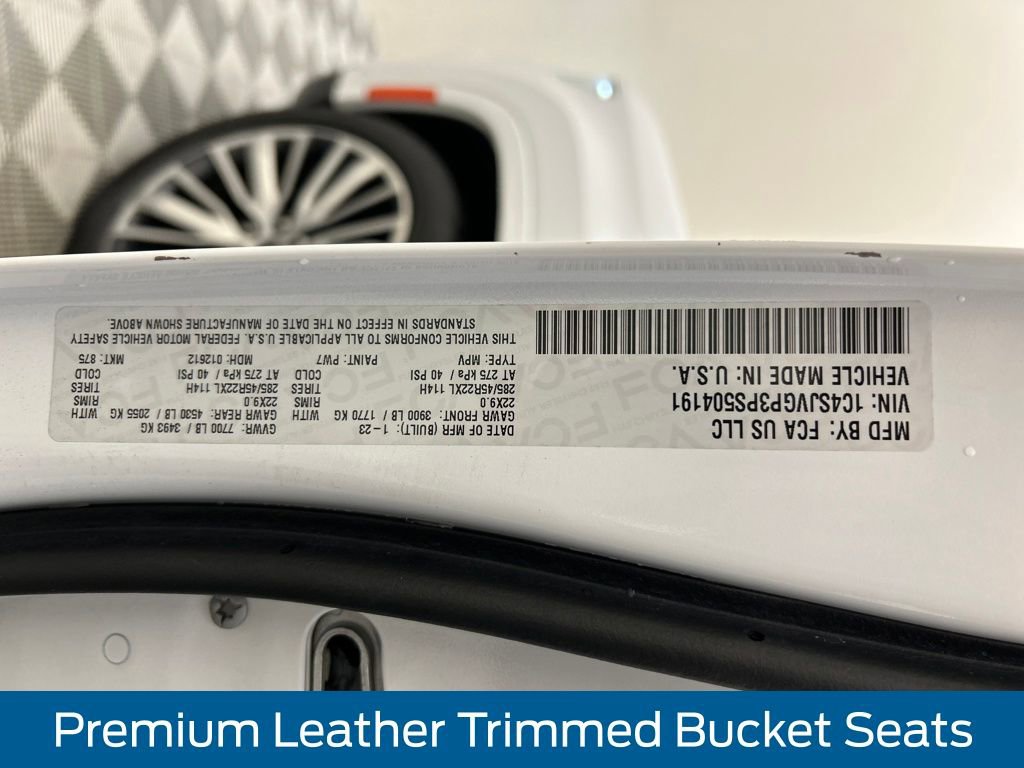 MFD BY: FCA US LLC
VIN: 1C4SJVGP3PS504191
VEHICLE MADE IN: U.S.A.
DATE OF MFR (BUILT): 1-23 GVWR: 7700 LB / 3493 KG
GAWR FRONT: 3900 LB / 1770 KG WITH GAWR REAR: 4530 LB / 2055 KG WITH
22X9.0 RIMS 22X9.0 RIMS
285/45R22XL 114H TIRES 285/45R22XL 114H TIRES
AT 275 kPa / 40 PSI COLD AT 275 kPa / 40 PSI COLD
TYPE: MPV PAINT: PW7 MDH: 012612 MKT: 875
THIS VEHICLE CONFORMS TO ALL APPLICABLE U.S.A. FEDERAL MOTOR VEHICLE SAFETY
STANDARDS IN EFFECT ON THE DATE OF MANUFACTURE SHOWN ABOVE.
Premium Leather Trimmed Bucket Seats